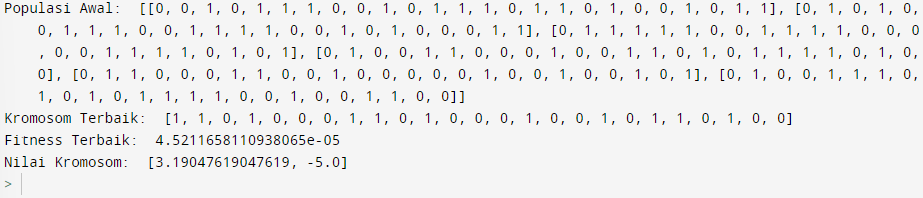 Populasi Awal:  [[0, 0, 1, 0, 1, 1, 1, 0, 0, 1, 0, 1, 1, 1, 0, 1, 1, 0, 1, 0, 0, 1, 0, 1, 1], [0, 1, 0, 1, 0,
0, 1, 1, 1, 0, 0, 1, 1, 1, 1, 0, 0, 1, 0, 1, 0, 0, 0, 1, 1], [0, 1, 1, 1, 1, 1, 0, 0, 1, 1, 1, 1, 0, 0, 0
, 0, 0, 1, 1, 1, 1, 0, 1, 0, 1], [0, 1, 0, 0, 1, 1, 0, 0, 0, 1, 0, 0, 1, 1, 0, 1, 0, 1, 1, 1, 1, 0, 1, 0,
0], [0, 1, 1, 0, 0, 0, 1, 1, 0, 0, 1, 0, 0, 0, 0, 0, 1, 0, 0, 1, 0, 0, 1, 0, 1], [0, 1, 0, 0, 1, 1, 1, 0,
1, 0, 1, 0, 1, 1, 1, 1, 0, 0, 1, 0, 0, 1, 1, 0, 0]]
Kromosom Terbaik:  [1, 1, 0, 1, 0, 0, 0, 1, 1, 0, 1, 0, 0, 0, 1, 0, 0, 1, 0, 1, 1, 0, 1, 0, 0]
Fitness Terbaik:  4.5211658110938065e-05
Nilai Kromosom:  [3.19047619047619, -5.0]
>